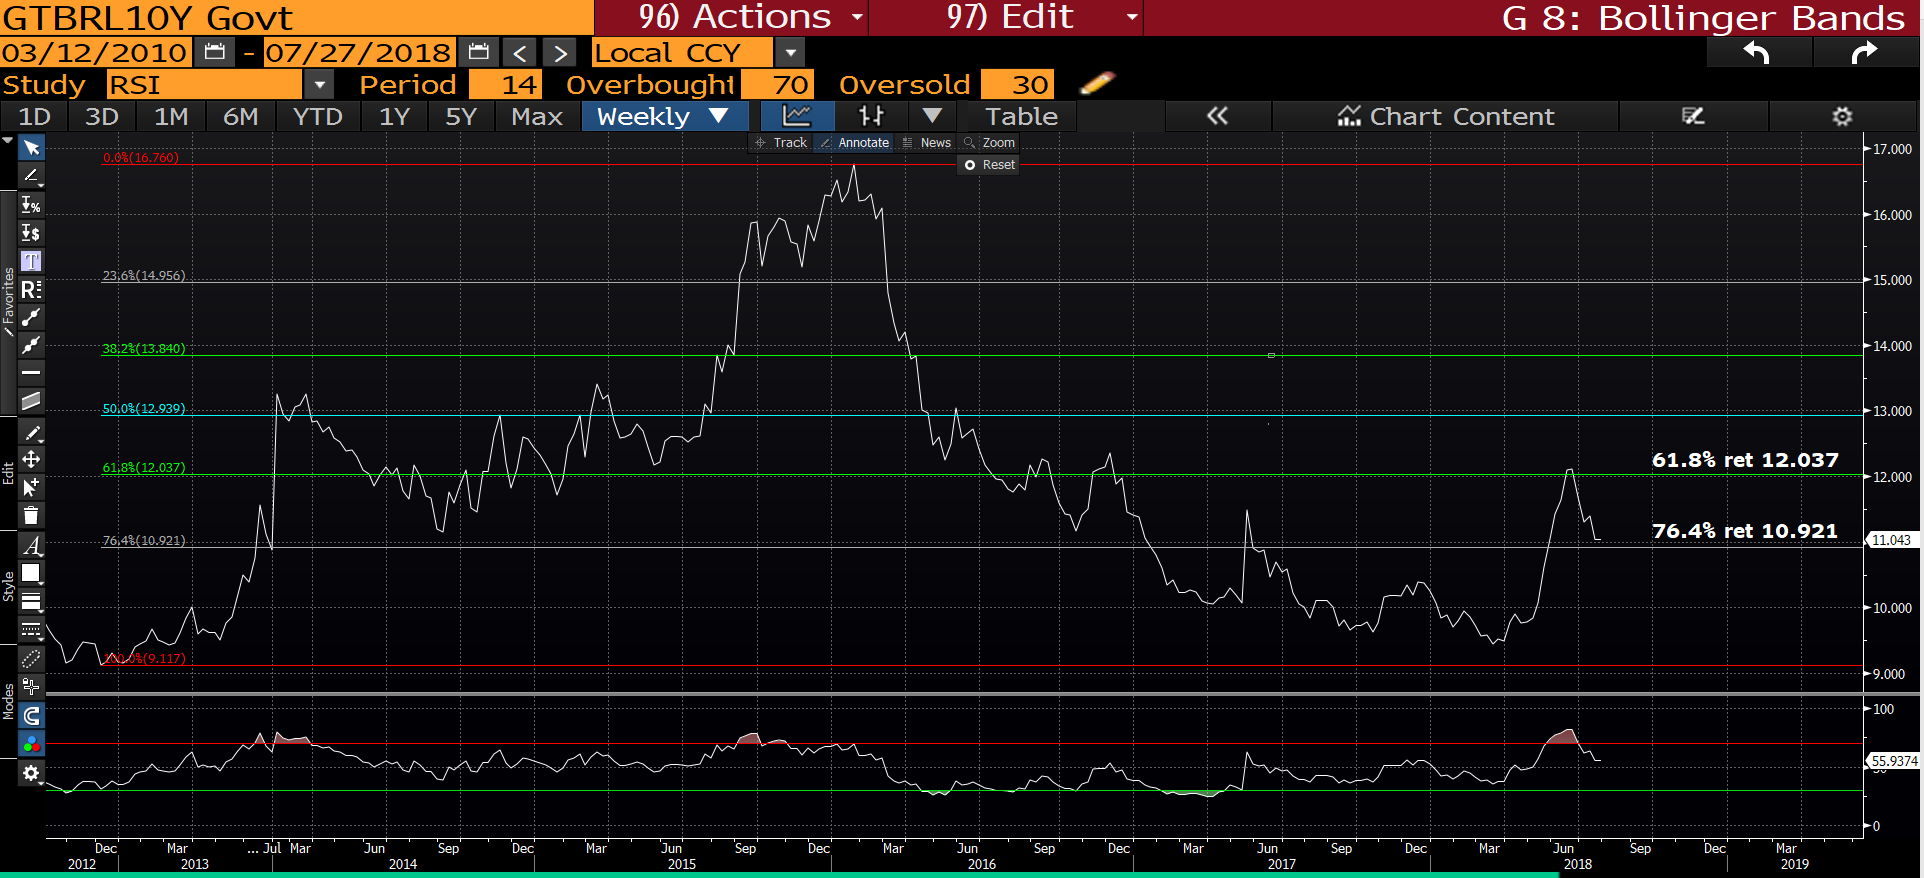 GTBRL10Y Govt 96) Actions 97) Edit G 8: Bollinger Bands
03/12/2010 - 07/27/2018 < > Local CCY
Study RSI Period 14 Overbought 70 Oversold 30
1D 3D 1M 6M YTD 1Y 5Y Max Weekly Table « Chart Content
Track Annotate News Zoom
Reset
Favorites
Edit
Style
Modes
0.0%(16.760)
23.6%(14.956)
38.2%(13.840)
50.0%(12.939)
61.8%(12.037)
76.4%(10.921)
100.0%(9.117)
61.8% ret 12.037
76.4% ret 10.921
17.000
16.000
15.000
14.000
13.000
12.000
11.043
10.000
9.000
100
55.9374
50
0
Dec Mar ... Jul Mar Jun Sep Dec Mar Jun Sep Dec Mar Jun Sep Dec Mar Jun Sep Dec Mar Jun Sep Dec Mar
2012 2013 2014 2015 2016 2017 2018 2019